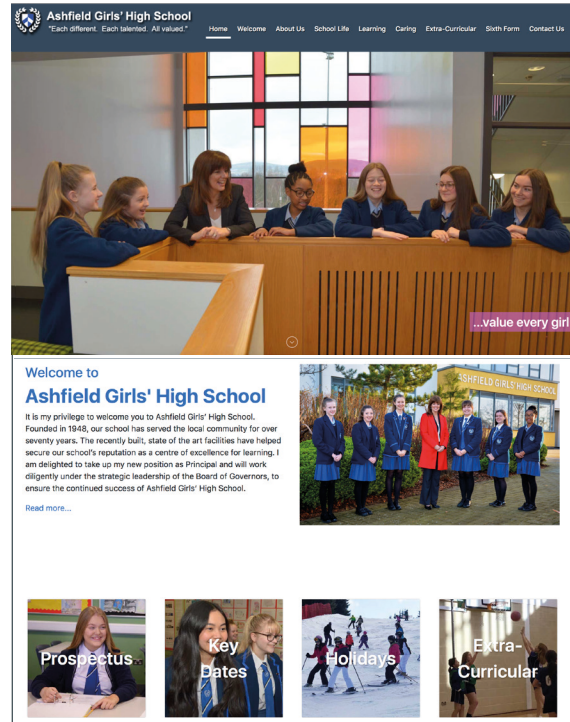 Ashfield Girls' High School
"Each different. Each talented. All valued."
Home Welcome About Us School Life Learning Caring Extra-Curricular Sixth Form Contact Us
...value every girl
Welcome to
Ashfield Girls' High School
It is my privilege to welcome you to Ashfield Girls' High School.
Founded in 1948, our school has served the local community for over
seventy years. The recently built, state of the art facilities have helped
secure our school's reputation as a centre of excellence for learning. I
am delighted to take up my new position as Principal and will work
diligently under the strategic leadership of the Board of Governors, to
ensure the continued success of Ashfield Girls' High School.
Read more...
ASHFIELD GIRLS' HIGH SCHOOL
Prospectus
Key
Dates
Holidays
Extra-
Curricular